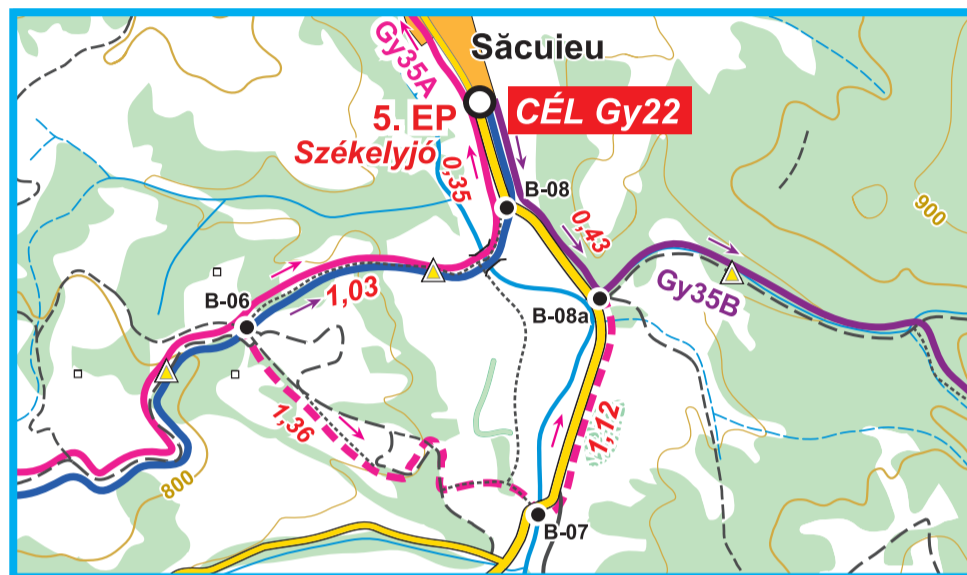 Gy35A
Săcuieu
5. EP
CÉL Gy22
Székelyjó
0,35
B-08
0,43
900
B-06
1,03
B-08a
Gy35B
1,36
1,12
800
B-07